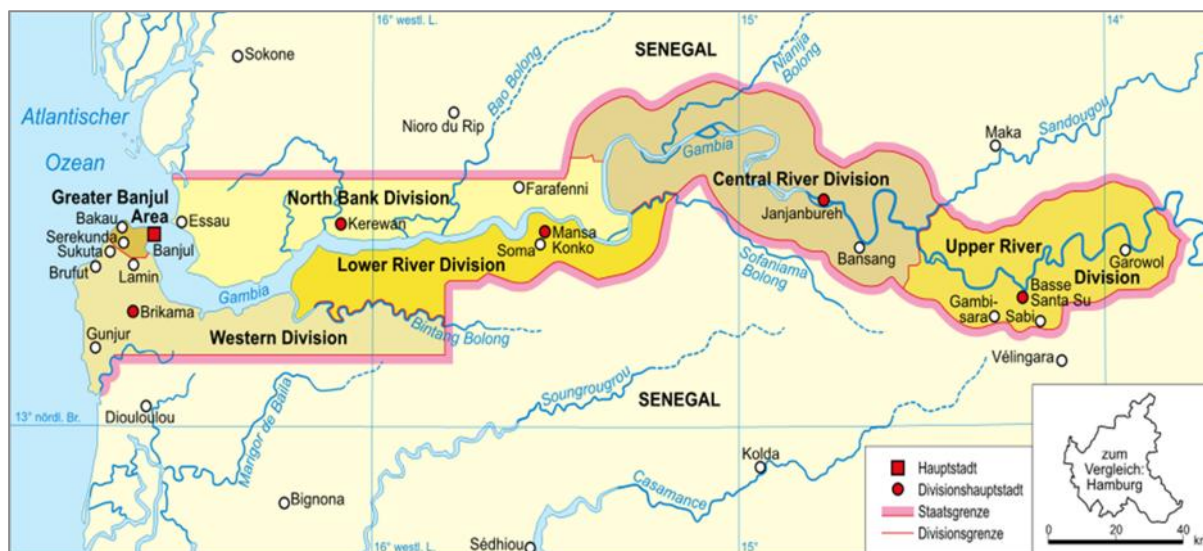 16° westl. L.
15°
14°
Sokone
SENEGAL
Bao Bolong
Nianija
Bolong
Atlantischer
Ozean
Nioro du Rip
Maka
Sandougou
Gambia
Greater Banjul
Area
North Bank Division
Farafenni
Central River Division
Bakau
Essau
Kerewan
Janjanbureh
Serekunda
Banjul
Mansa
Konko
Sukuta
Soma
Upper River
Division
Brufut
Lamin
Lower River Division
Bansang
Garowol
Gambia
Sofaniama
Bolong
Basse
Santa Su
Brikama
Gambi-
sara
Sabi
Gunjur
Western Division
Bintang Bolong
Vélingara
Diouloulou
Marigor de Baila
Soungrougrou
SENEGAL
13° nördl. Br.
Kolda
Bignona
Casamance
16° westl. L.
Sédhiou
15°
Hauptstadt
Divisionshauptstadt
Staatsgrenze
Divisionsgrenze
zum
Vergleich:
Hamburg
0 20 40